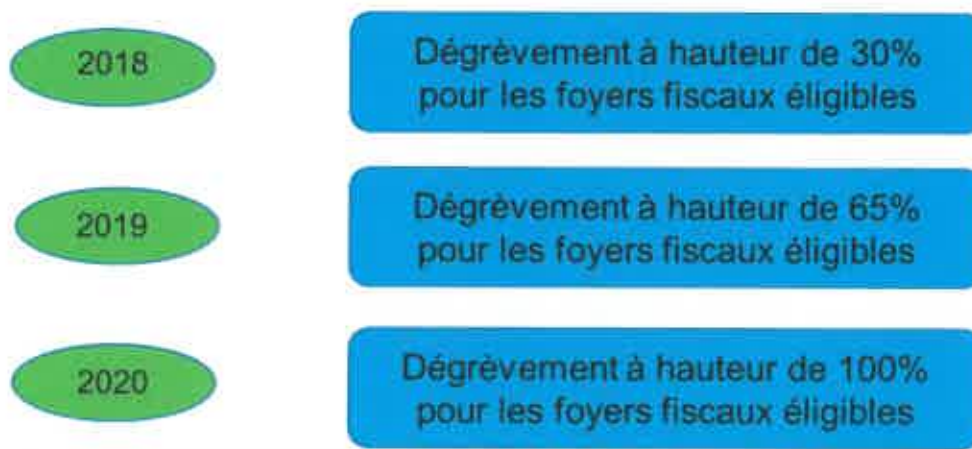 2018
Dégrèvement à hauteur de 30%
pour les foyers fiscaux éligibles
2019
Dégrèvement à hauteur de 65%
pour les foyers fiscaux éligibles
2020
Dégrèvement à hauteur de 100%
pour les foyers fiscaux éligibles